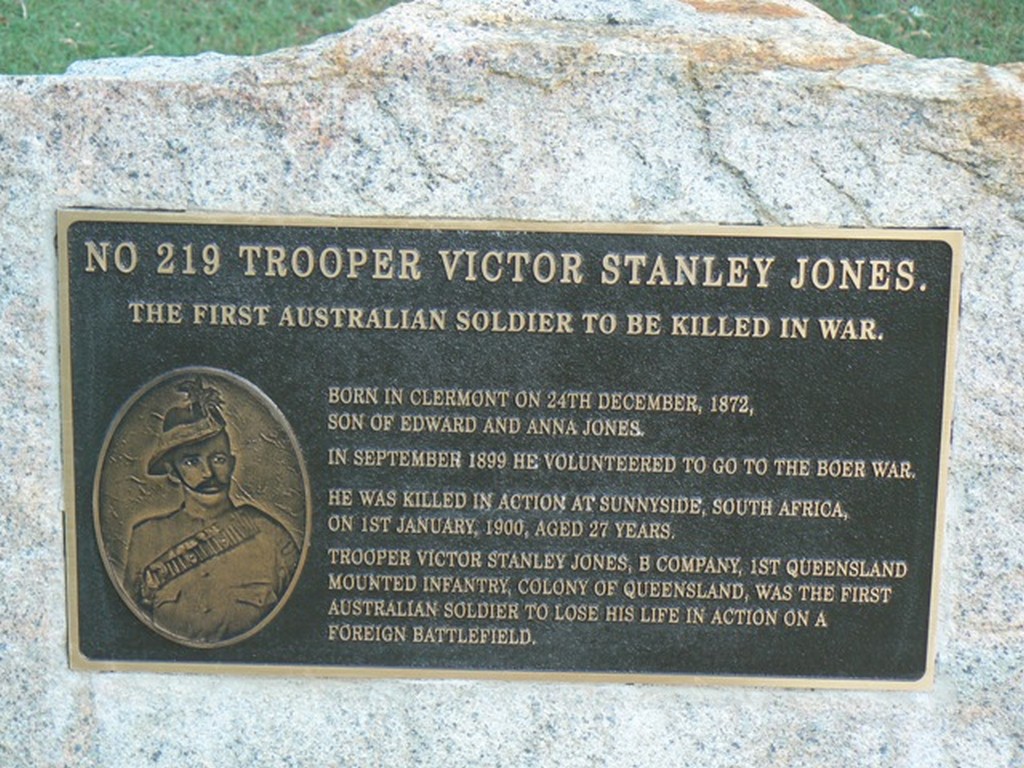 NO 219 TROOPER VICTOR STANLEY JONES.
THE FIRST AUSTRALIAN SOLDIER TO BE KILLED IN WAR.
BORN IN CLERMONT ON 24TH DECEMBER, 1872,
SON OF EDWARD AND ANNA JONES.
IN SEPTEMBER 1899 HE VOLUNTEERED TO GO TO THE BOER WAR.
HE WAS KILLED IN ACTION AT SUNNYSIDE, SOUTH AFRICA,
ON 1ST JANUARY, 1900, AGED 27 YEARS.
TROOPER VICTOR STANLEY JONES, B COMPANY, 1ST QUEENSLAND
MOUNTED INFANTRY, COLONY OF QUEENSLAND, WAS THE FIRST
AUSTRALIAN SOLDIER TO LOSE HIS LIFE IN ACTION ON A
FOREIGN BATTLEFIELD.